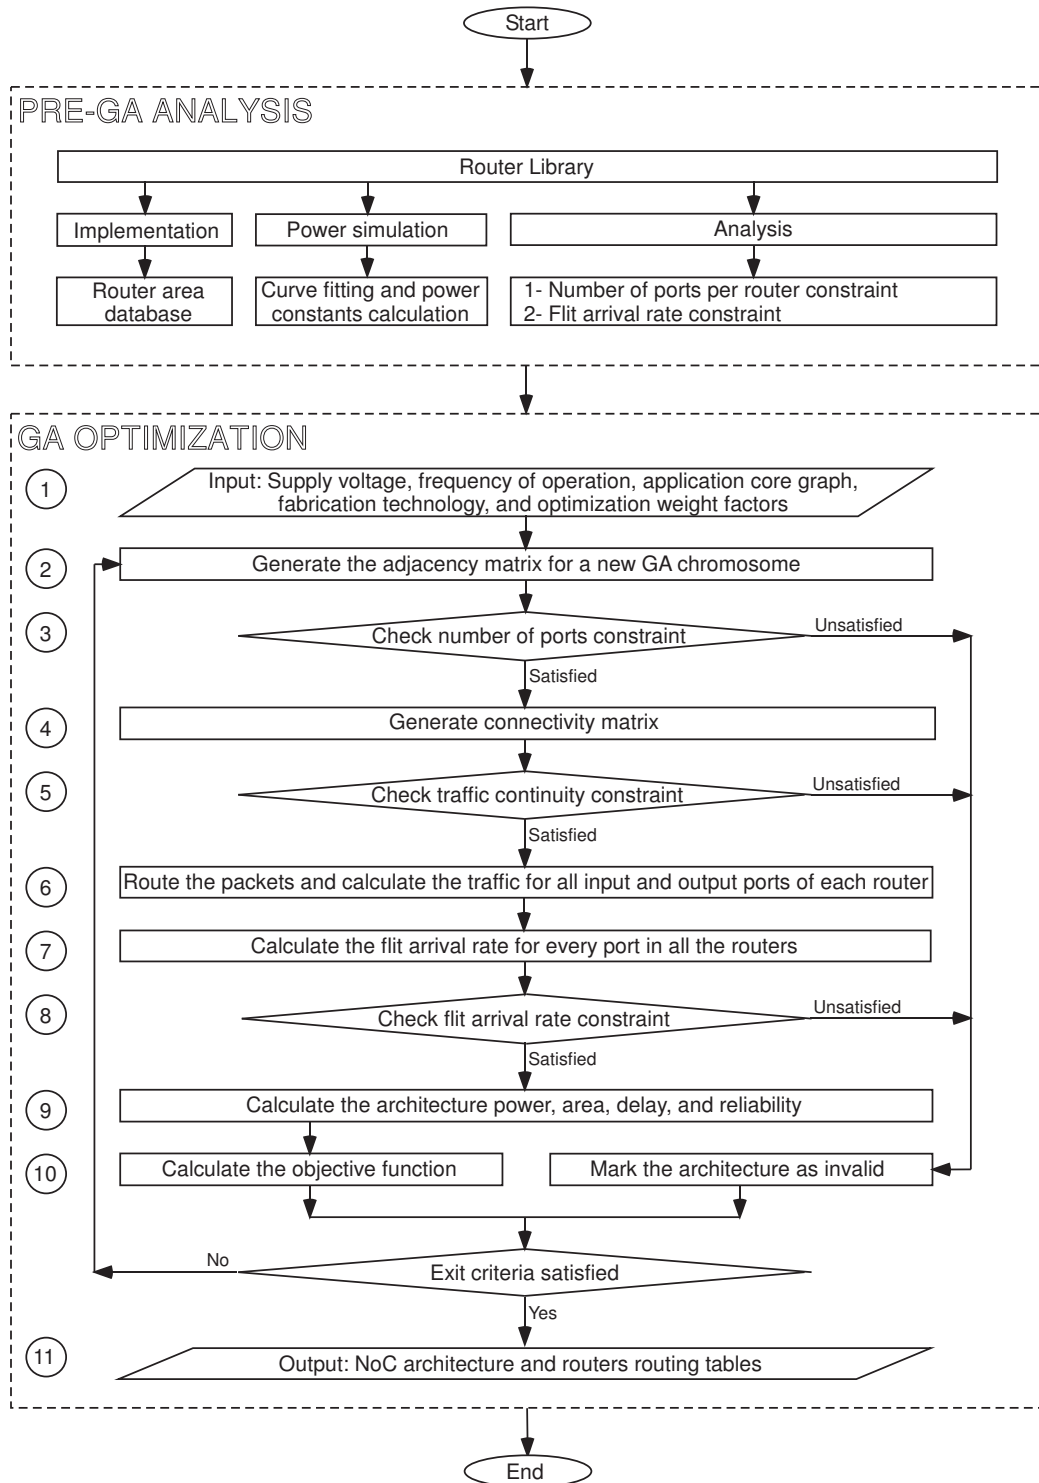 Start
PRE-GA ANALYSIS
Router Library
Implementation
Power simulation
Analysis
Router area
database
Curve fitting and power
constants calculation
1- Number of ports per router constraint
2- Flit arrival rate constraint
GA OPTIMIZATION
1
Input: Supply voltage, frequency of operation, application core graph,
fabrication technology, and optimization weight factors
2
Generate the adjacency matrix for a new GA chromosome
3
Check number of ports constraint
Unsatisfied
Satisfied
4
Generate connectivity matrix
5
Check traffic continuity constraint
Unsatisfied
Satisfied
6
Route the packets and calculate the traffic for all input and output ports of each router
7
Calculate the flit arrival rate for every port in all the routers
8
Check flit arrival rate constraint
Unsatisfied
Satisfied
9
Calculate the architecture power, area, delay, and reliability
10
Calculate the objective function
Mark the architecture as invalid
No
Exit criteria satisfied
Yes
11
Output: NoC architecture and routers routing tables
End